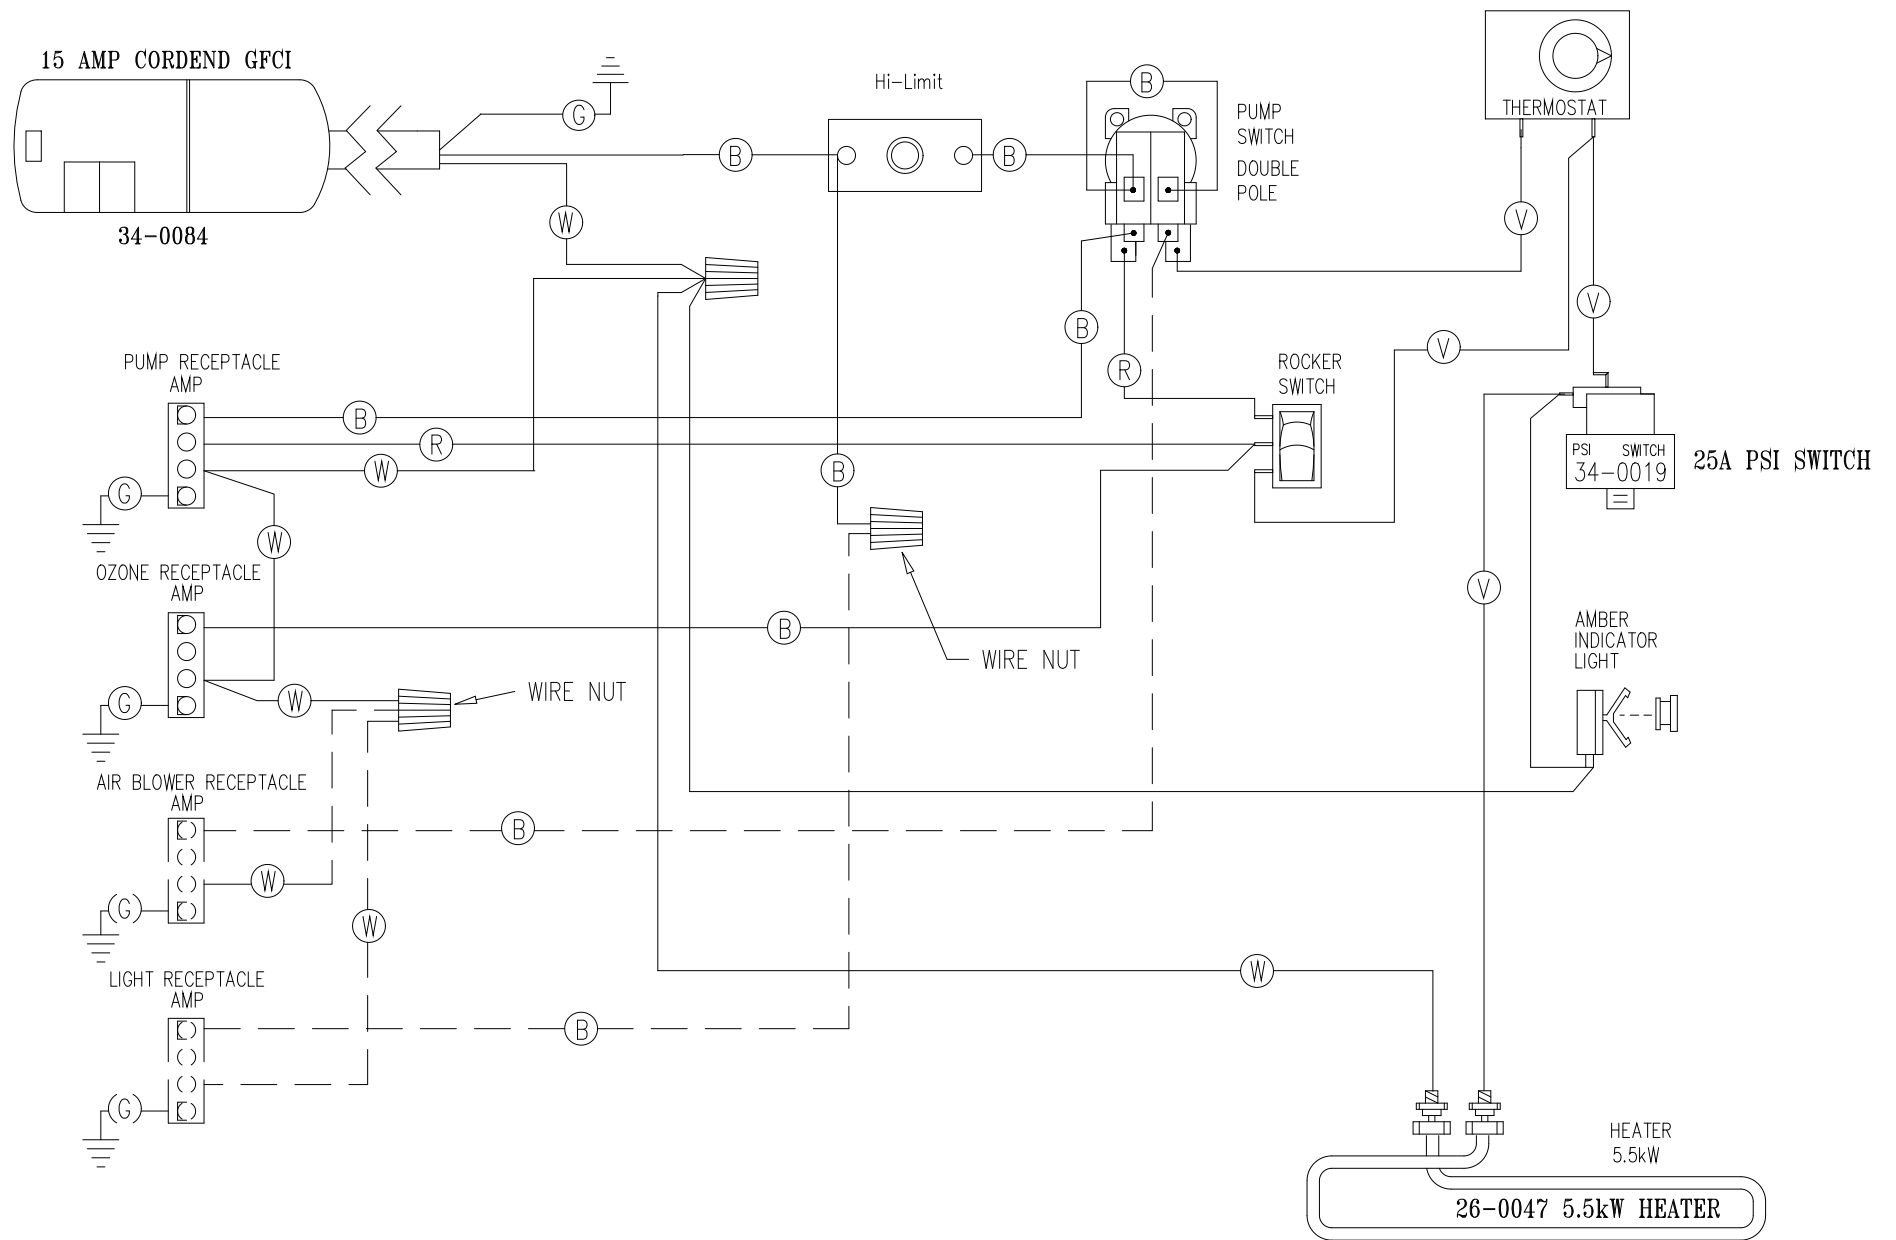 15 AMP CORDEND GFCI
34-0084
G
B
W
Hi-Limit
B
B
PUMP
SWITCH
DOUBLE
POLE
THERMOSTAT
V
V
V
B
R
ROCKER
SWITCH
PSI SWITCH
34-0019
25A PSI SWITCH
PUMP RECEPTACLE
AMP
B
R
W
G
W
B
WIRE NUT
OZONE RECEPTACLE
AMP
B
G
W
WIRE NUT
V
AMBER
INDICATOR
LIGHT
AIR BLOWER RECEPTACLE
AMP
B
W
(G)
W
LIGHT RECEPTACLE
AMP
B
(G)
W
HEATER
5.5kW
26-0047 5.5kW HEATER